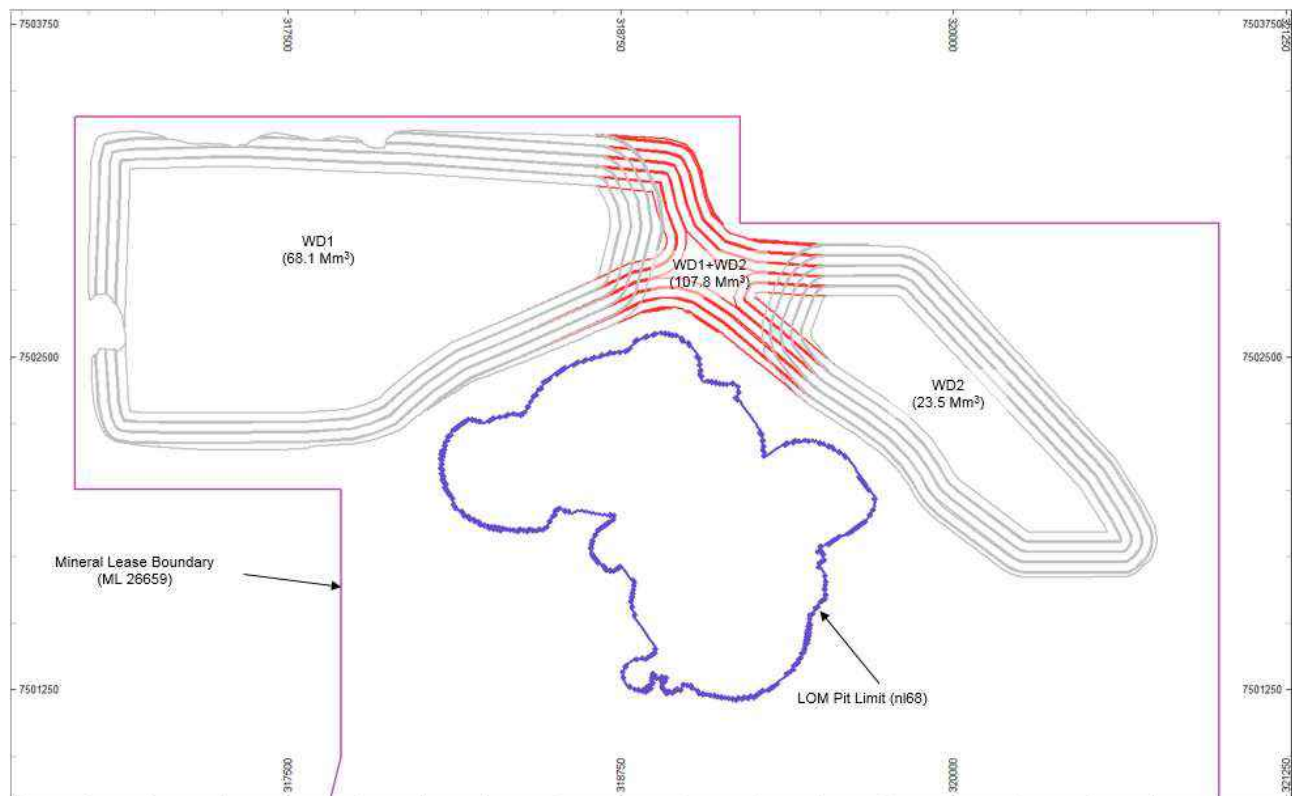 7503750
317500
318750
320000
7503750
321250
WD1
(68.1 Mm³)
WD1+WD2
(107.8 Mm³)
7502500
7502500
WD2
(23.5 Mm³)
Mineral Lease Boundary
(ML 26659)
7501250
LOM Pit Limit (nl68)
7501250
317500
318750
320000
321250